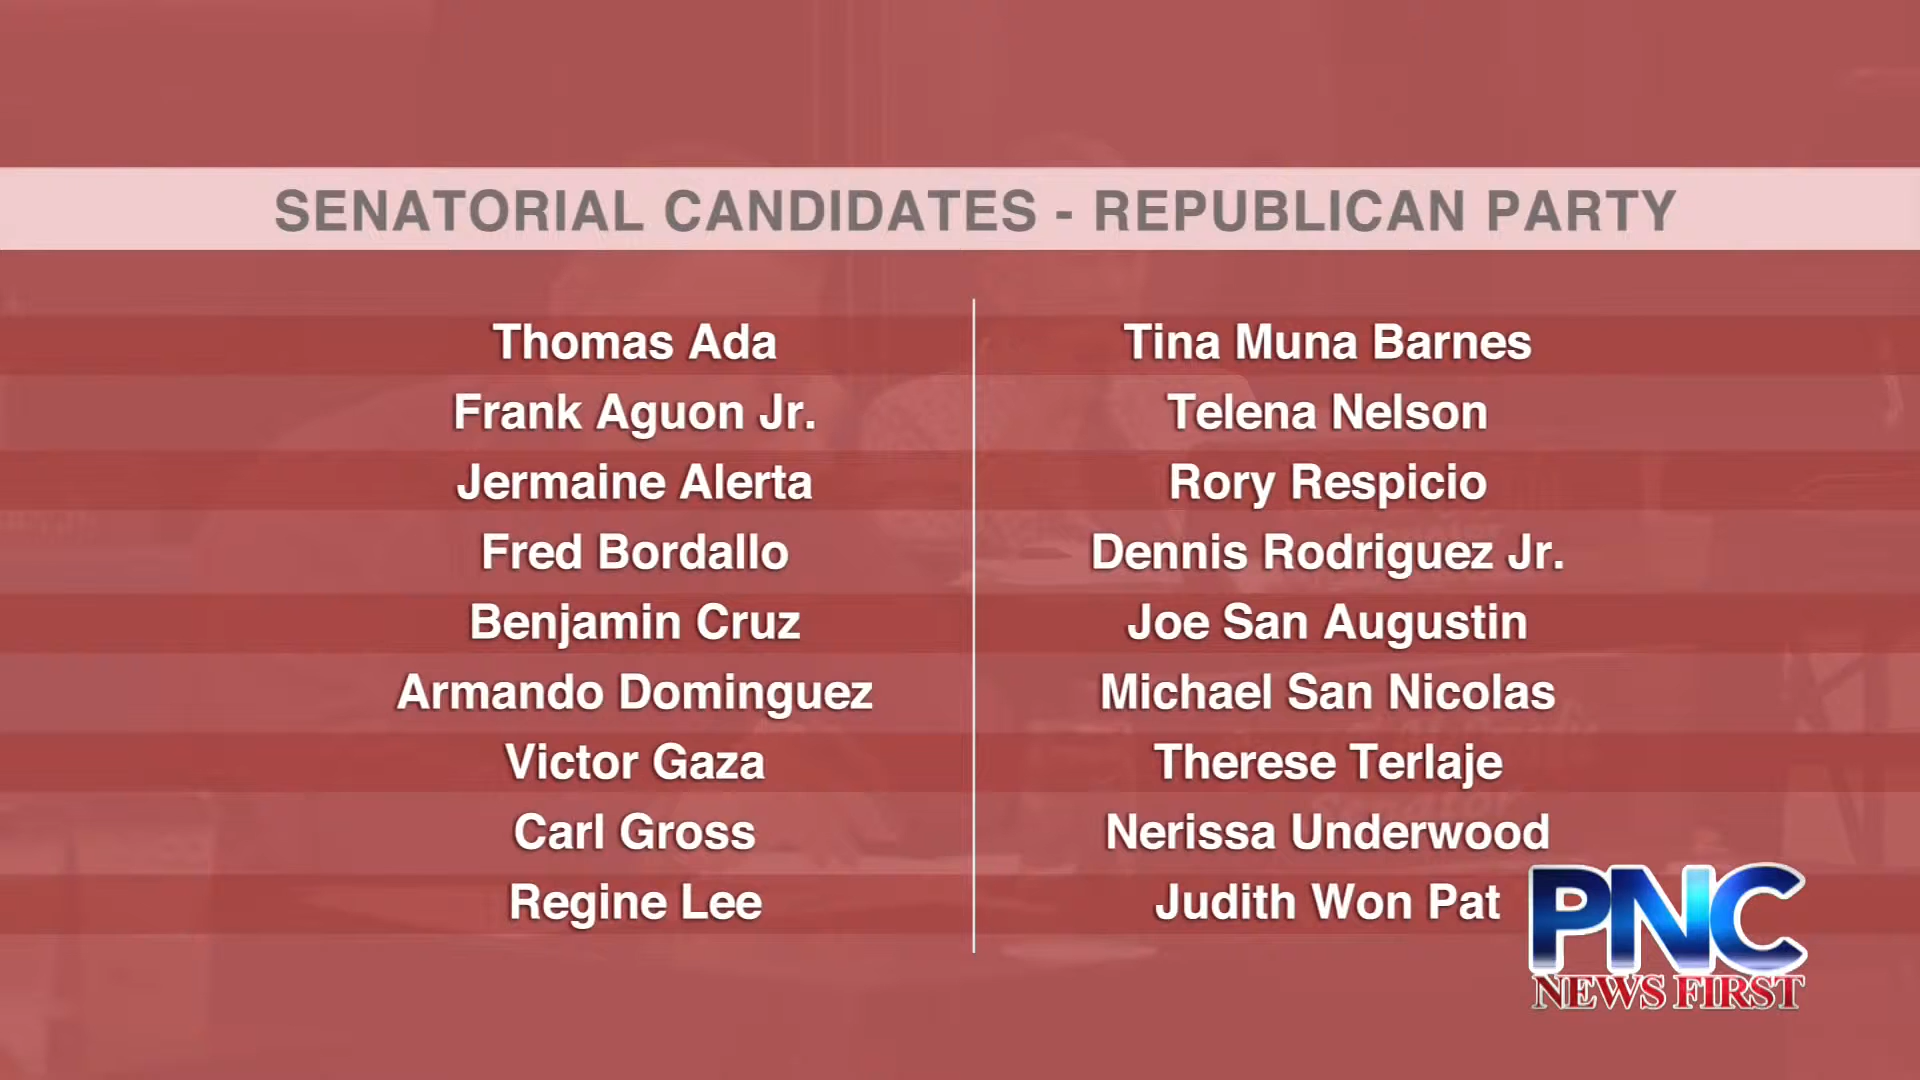 SENATORIAL CANDIDATES - REPUBLICAN PARTY
Thomas Ada
Frank Aguon Jr.
Jermaine Alerta
Fred Bordallo
Benjamin Cruz
Armando Dominguez
Victor Gaza
Carl Gross
Regine Lee
Tina Muna Barnes
Telena Nelson
Rory Respicio
Dennis Rodriguez Jr.
Joe San Augustin
Michael San Nicolas
Therese Terlaje
Nerissa Underwood
Judith Won Pat
PNC
NEWS FIRST